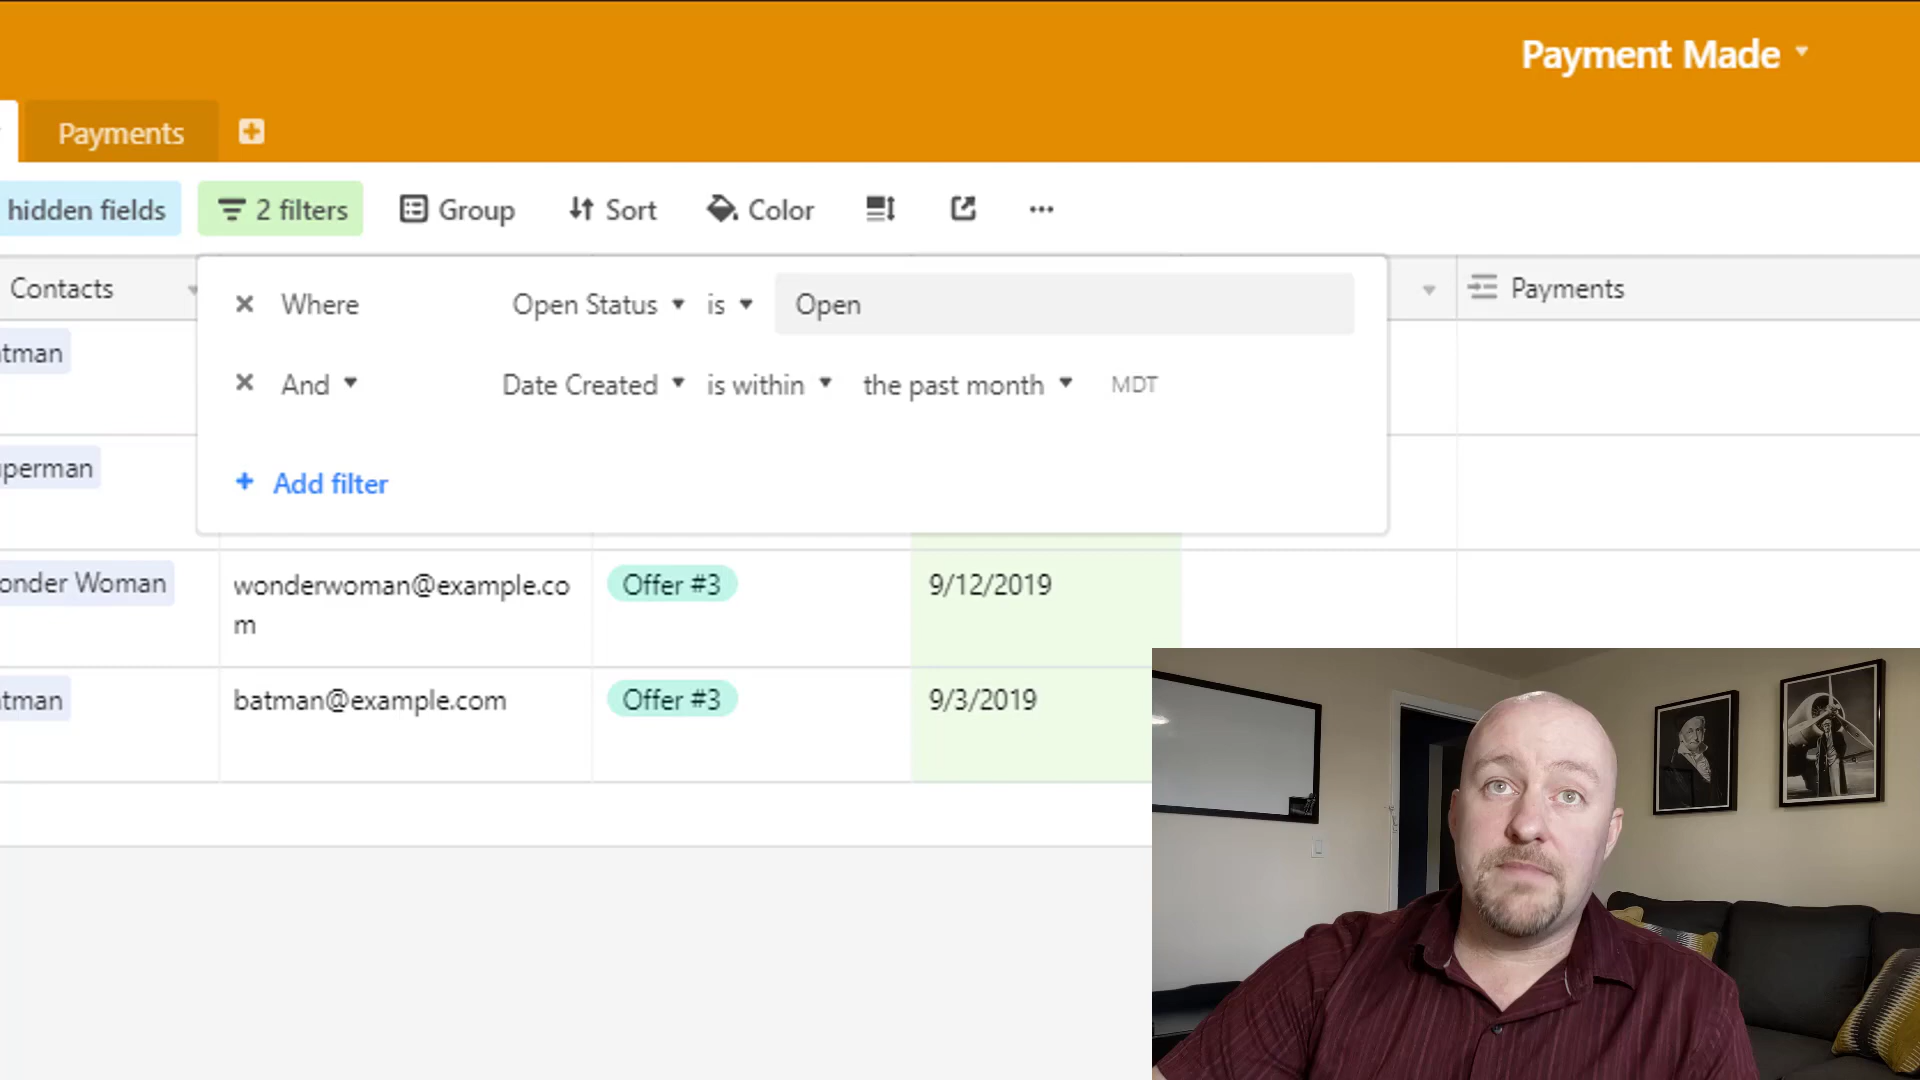 Payment Made
Payments
hidden fields
2 filters
Group
Sort
Color
Contacts
Payments
Where
Open Status
is
Open
And
Date Created
is within
the past month
MDT
+ Add filter
tman
perman
onder Woman
wonderwoman@example.co
m
Offer #3
9/12/2019
tman
batman@example.com
Offer #3
9/3/2019